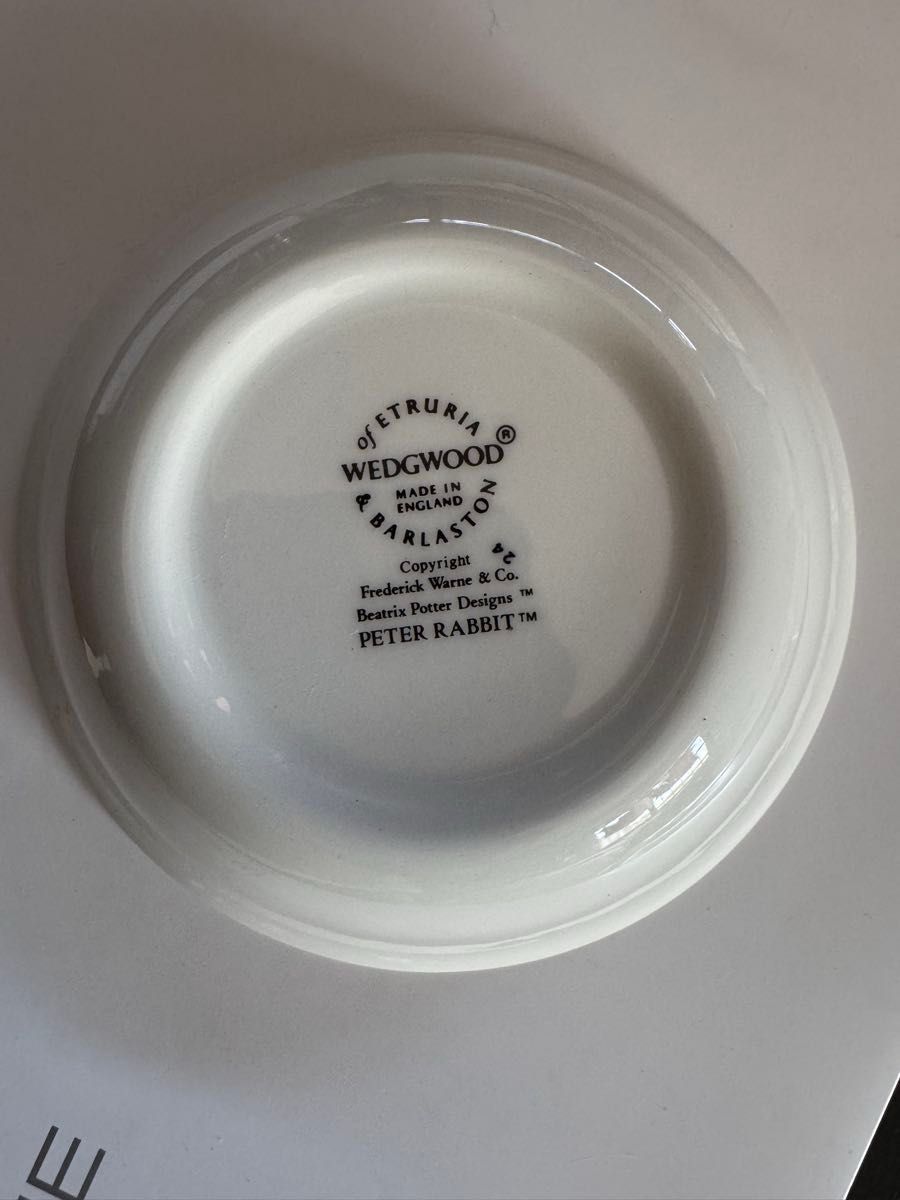 of ETRURIA
WEDGWOOD®
MADE IN
ENGLAND
& BARLASTON
24
Copyright
Frederick Warne & Co.
Beatrix Potter Designs ™
PETER RABBIT™